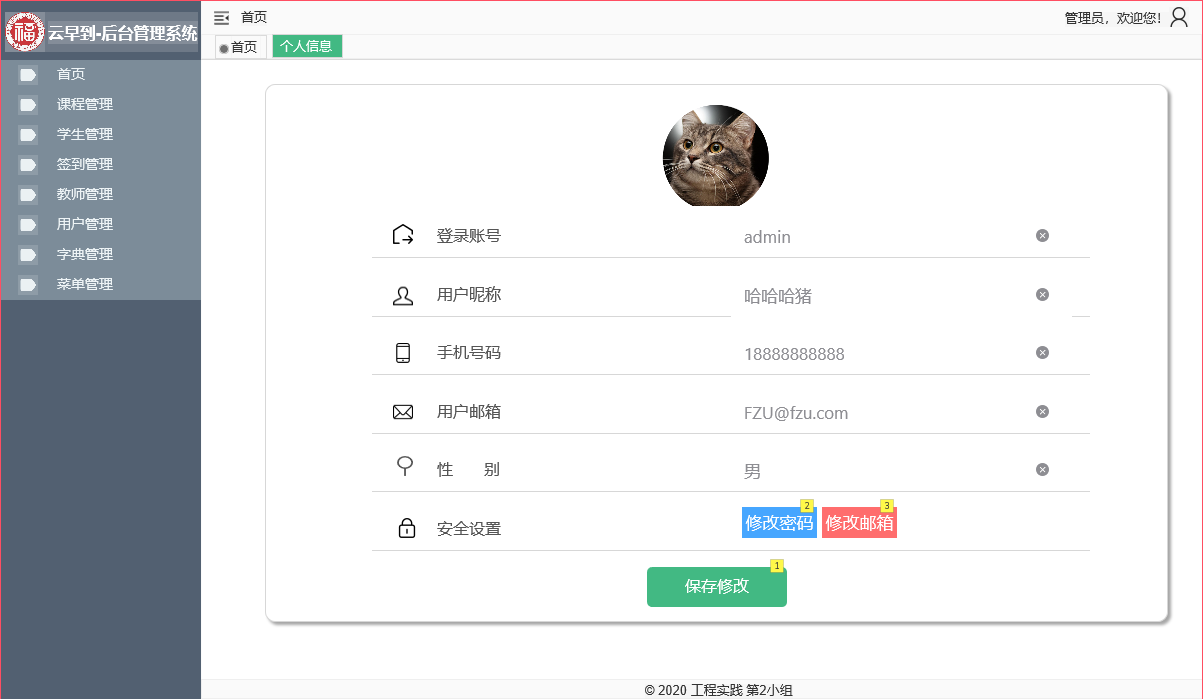 福 云早到-后台管理系统
首页
管理员，欢迎您！
首页
个人信息
首页
课程管理
学生管理
签到管理
教师管理
用户管理
字典管理
菜单管理
登录账号 admin
用户昵称 哈哈哈猪
手机号码 18888888888
用户邮箱 FZU@fzu.com
性 别 男
安全设置 修改密码 2 修改邮箱 3
保存修改 1
© 2020 工程实践 第2小组